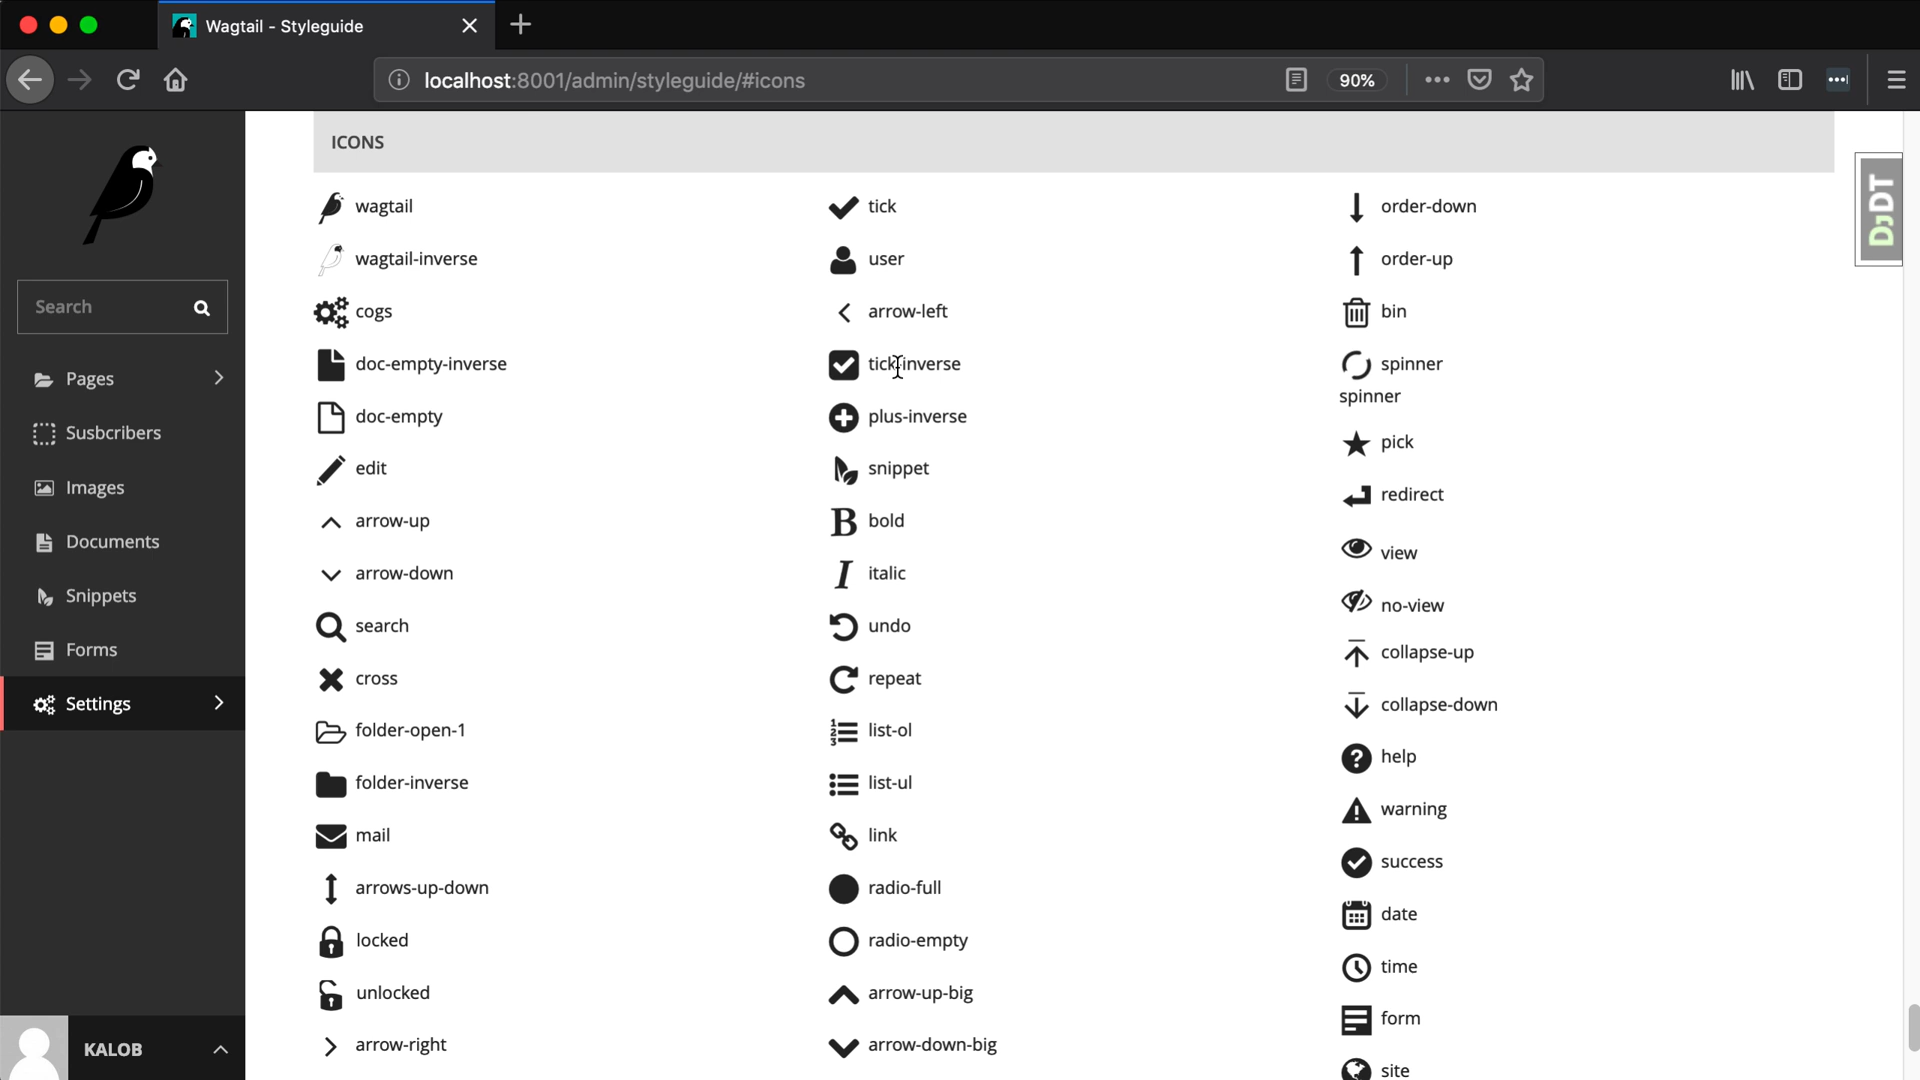 Wagtail - Styleguide
localhost:8001/admin/styleguide/#icons
90%
Search
Pages
Susbcribers
Images
Documents
Snippets
Forms
Settings
KALOB
ICONS
wagtail
wagtail-inverse
cogs
doc-empty-inverse
doc-empty
edit
arrow-up
arrow-down
search
cross
folder-open-1
folder-inverse
mail
arrows-up-down
locked
unlocked
arrow-right
tick
user
arrow-left
tick-inverse
plus-inverse
snippet
bold
italic
undo
repeat
list-ol
list-ul
link
radio-full
radio-empty
arrow-up-big
arrow-down-big
order-down
order-up
bin
spinner
spinner
pick
redirect
view
no-view
collapse-up
collapse-down
help
warning
success
date
time
form
site
DJDT